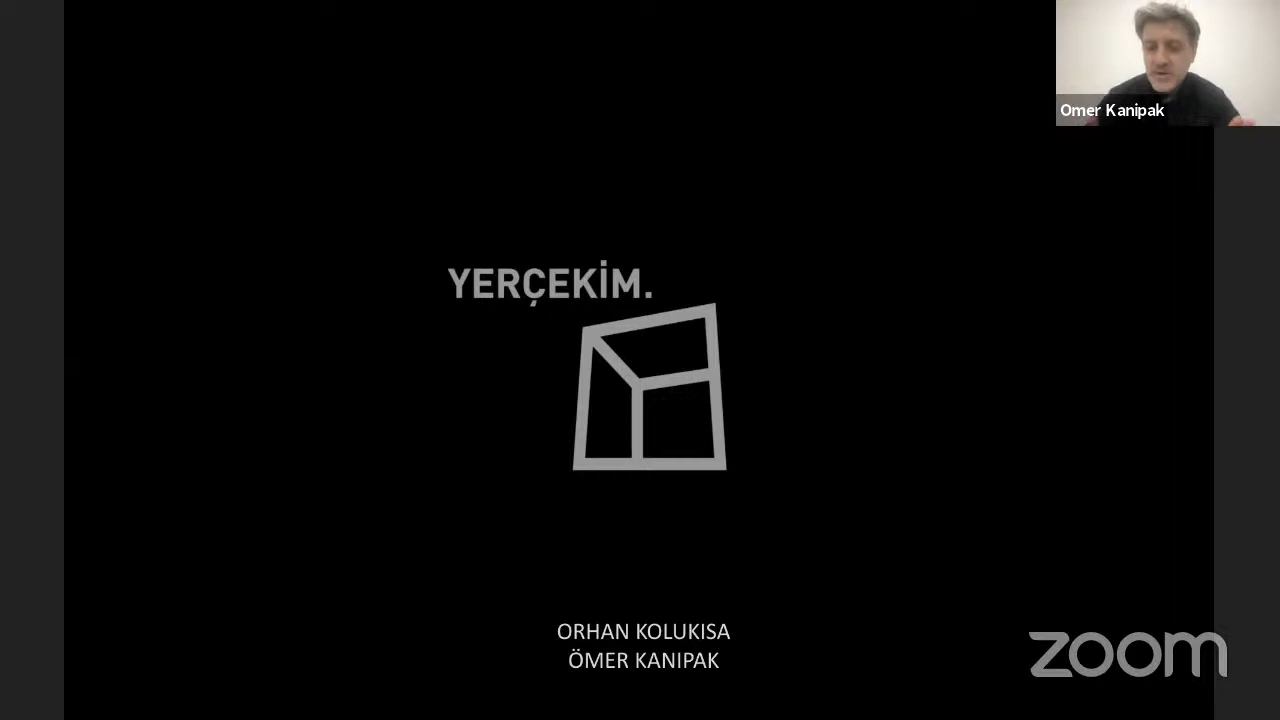 Omer Kanipak
YERÇEKİM.
ORHAN KOLUKISA
ÖMER KANIPAK
zoom